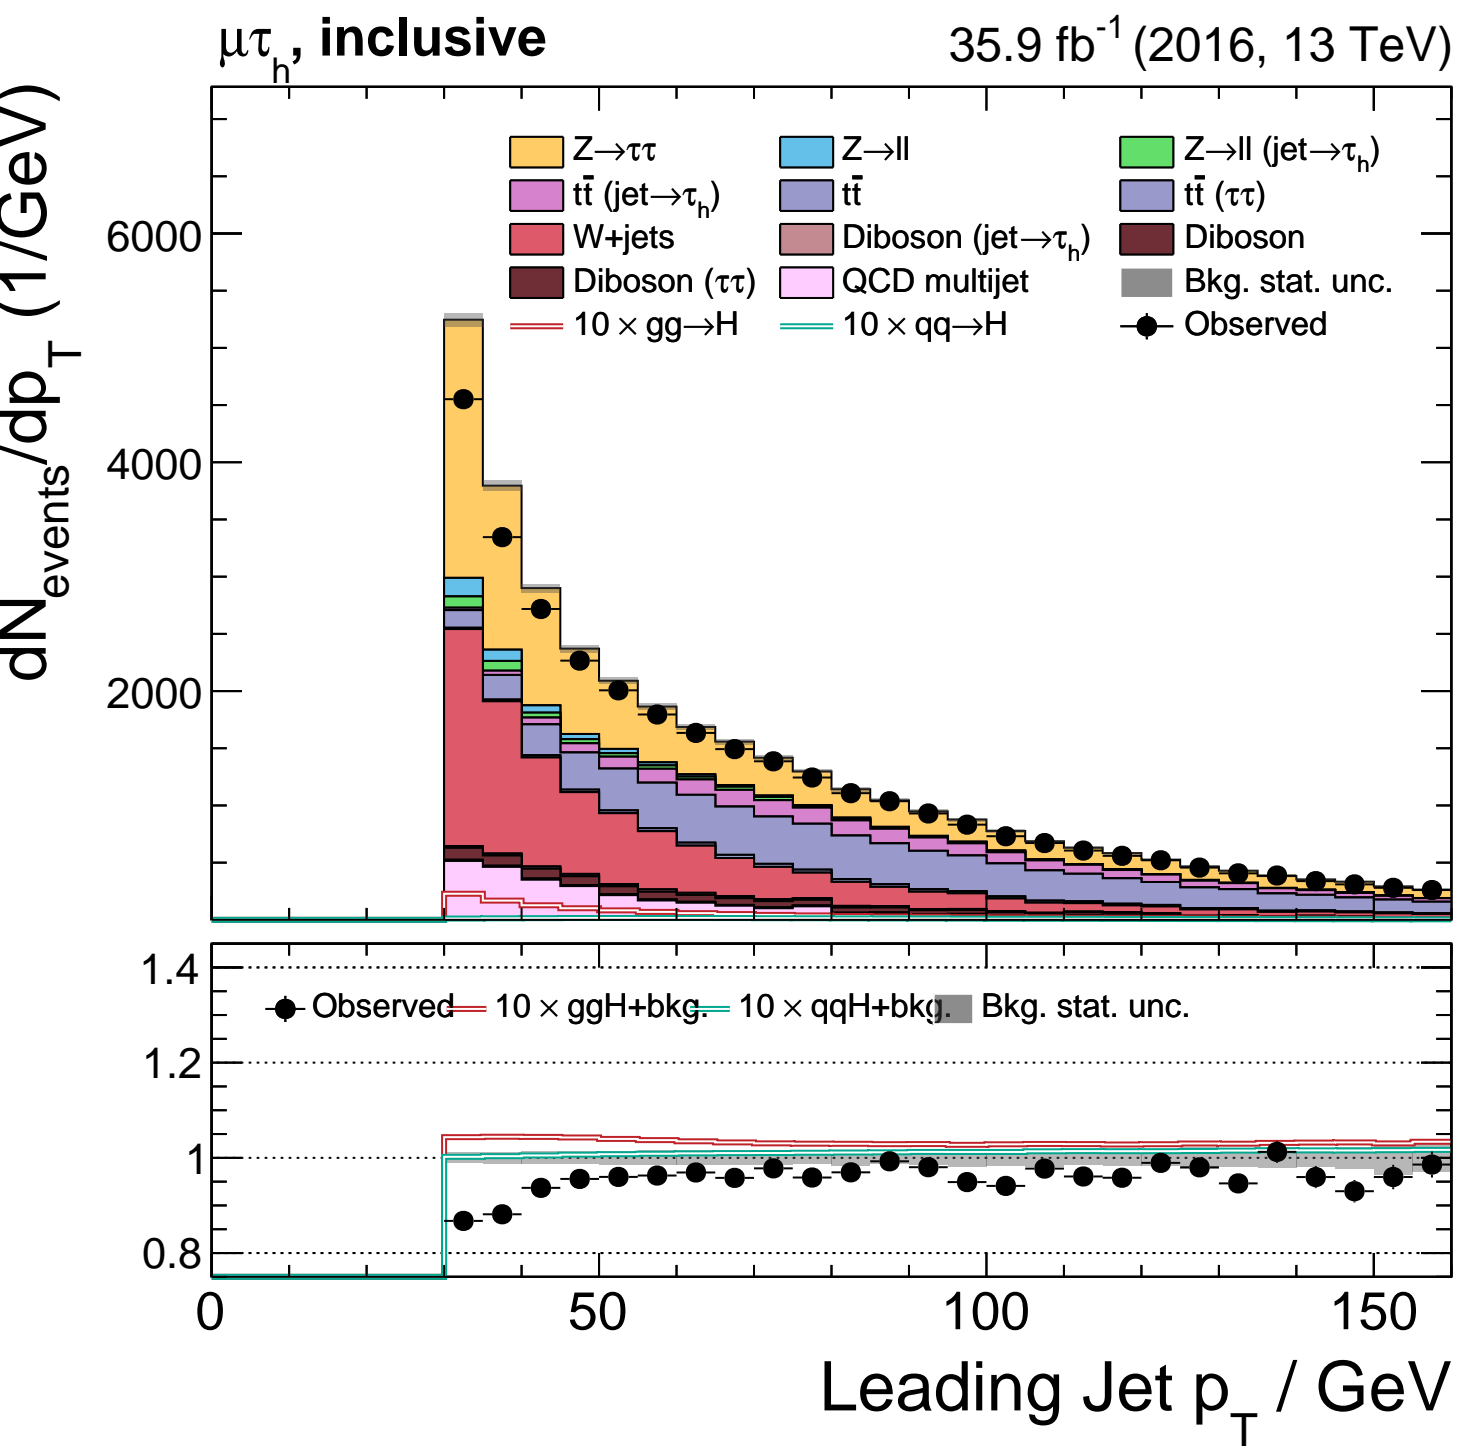 μτh, inclusive
35.9 fb-1 (2016, 13 TeV)
dNevents/dpT (1/GeV)
Z→ττ Z→ll Z→ll (jet→τh)
tt̄ (jet→τh) tt̄ tt̄ (ττ)
W+jets Diboson (jet→τh) Diboson
Diboson (ττ) QCD multijet Bkg. stat. unc.
10 × gg→H 10 × qq→H Observed
6000
4000
2000
Observed 10 × ggH+bkg. 10 × qqH+bkg. Bkg. stat. unc.
1.4
1.2
1
0.8
0 50 100 150
Leading Jet pT / GeV